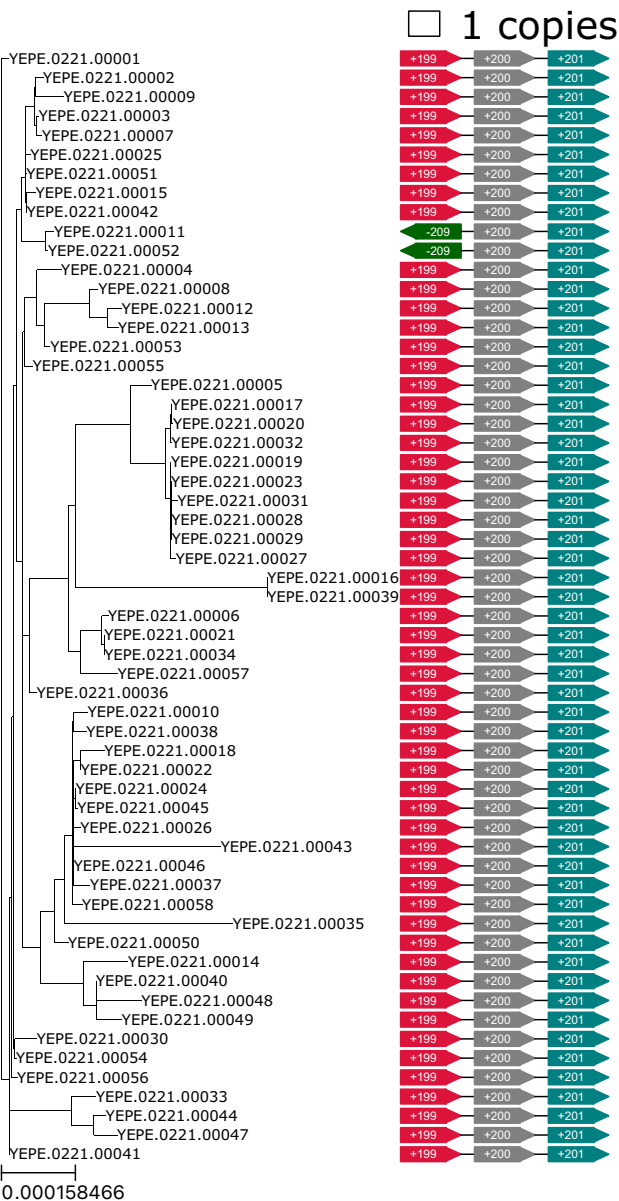 1 copies
YEPE.0221.00001 +199 +200 +201
YEPE.0221.00002 +199 +200 +201
YEPE.0221.00009 +199 +200 +201
YEPE.0221.00003 +199 +200 +201
YEPE.0221.00007 +199 +200 +201
YEPE.0221.00025 +199 +200 +201
YEPE.0221.00051 +199 +200 +201
YEPE.0221.00015 +199 +200 +201
YEPE.0221.00042 +199 +200 +201
YEPE.0221.00011 -209 +200 +201
YEPE.0221.00052 -209 +200 +201
YEPE.0221.00004 +199 +200 +201
YEPE.0221.00008 +199 +200 +201
YEPE.0221.00012 +199 +200 +201
YEPE.0221.00013 +199 +200 +201
YEPE.0221.00053 +199 +200 +201
YEPE.0221.00055 +199 +200 +201
YEPE.0221.00005 +199 +200 +201
YEPE.0221.00017 +199 +200 +201
YEPE.0221.00020 +199 +200 +201
YEPE.0221.00032 +199 +200 +201
YEPE.0221.00019 +199 +200 +201
YEPE.0221.00023 +199 +200 +201
YEPE.0221.00031 +199 +200 +201
YEPE.0221.00028 +199 +200 +201
YEPE.0221.00029 +199 +200 +201
YEPE.0221.00027 +199 +200 +201
YEPE.0221.00016 +199 +200 +201
YEPE.0221.00039 +199 +200 +201
YEPE.0221.00006 +199 +200 +201
YEPE.0221.00021 +199 +200 +201
YEPE.0221.00034 +199 +200 +201
YEPE.0221.00057 +199 +200 +201
YEPE.0221.00036 +199 +200 +201
YEPE.0221.00010 +199 +200 +201
YEPE.0221.00038 +199 +200 +201
YEPE.0221.00018 +199 +200 +201
YEPE.0221.00022 +199 +200 +201
YEPE.0221.00024 +199 +200 +201
YEPE.0221.00045 +199 +200 +201
YEPE.0221.00026 +199 +200 +201
YEPE.0221.00043 +199 +200 +201
YEPE.0221.00046 +199 +200 +201
YEPE.0221.00037 +199 +200 +201
YEPE.0221.00058 +199 +200 +201
YEPE.0221.00035 +199 +200 +201
YEPE.0221.00050 +199 +200 +201
YEPE.0221.00014 +199 +200 +201
YEPE.0221.00040 +199 +200 +201
YEPE.0221.00048 +199 +200 +201
YEPE.0221.00049 +199 +200 +201
YEPE.0221.00030 +199 +200 +201
YEPE.0221.00054 +199 +200 +201
YEPE.0221.00056 +199 +200 +201
YEPE.0221.00033 +199 +200 +201
YEPE.0221.00044 +199 +200 +201
YEPE.0221.00047 +199 +200 +201
YEPE.0221.00041 +199 +200 +201
0.000158466